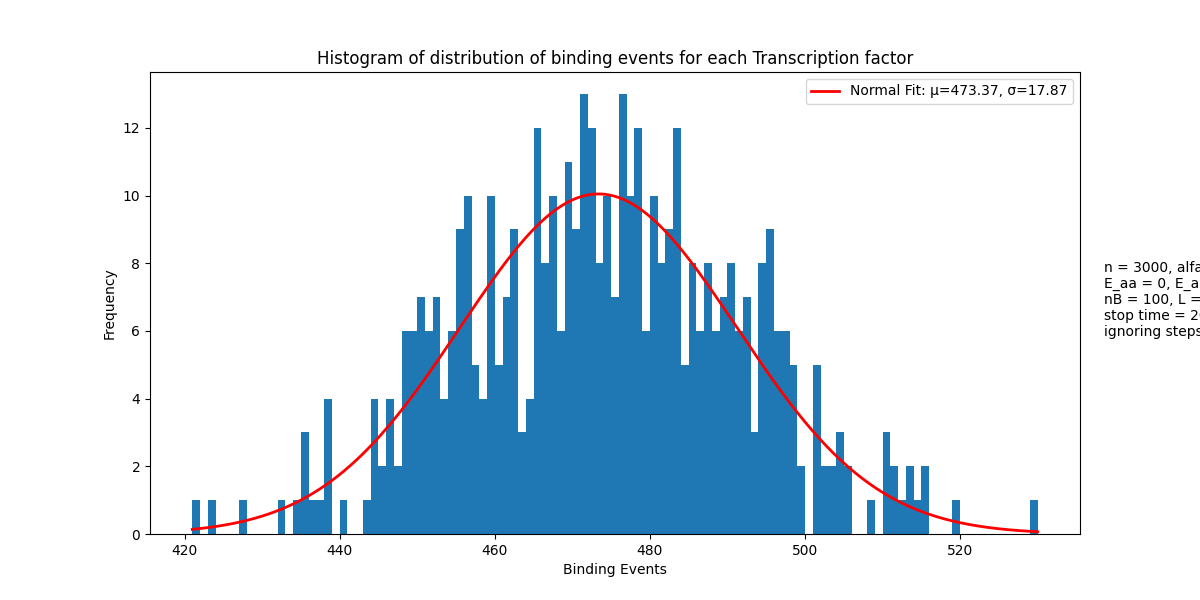 Histogram of distribution of binding events for each Transcription factor
Normal Fit: μ=473.37, σ=17.87
12
10
8
6
4
2
0
Frequency
420
440
460
480
500
520
Binding Events
n = 3000, alfa
E_aa = 0, E_a
nB = 100, L =
stop time = 2
ignoring steps